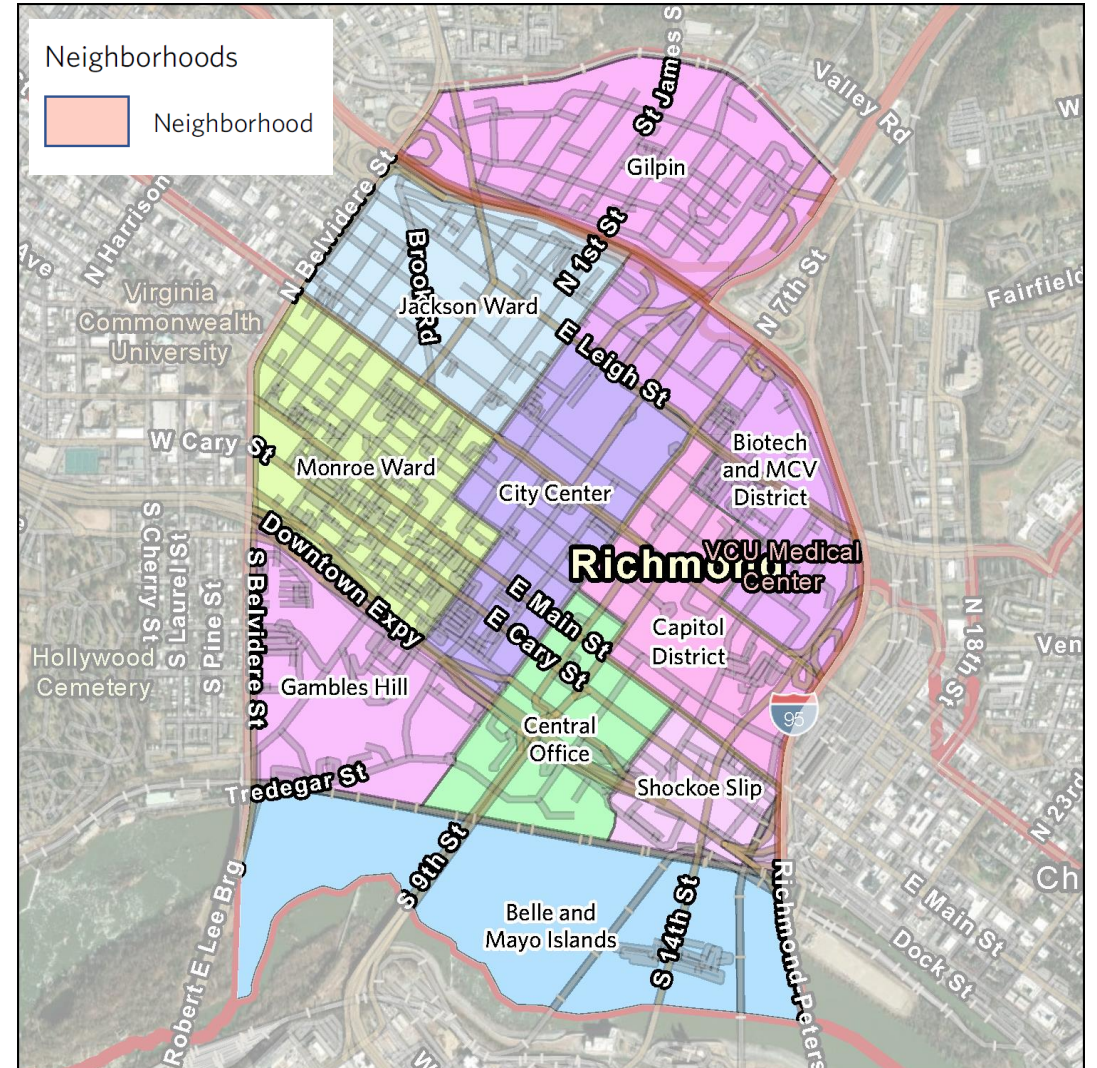 Neighborhoods
Neighborhood
St James S
Valley Rd
W
Gilpin
N Harrison
N Belvidere St
Ave
N 1st St
Brook Rd
Jackson Ward
N 7th St
Fairfield
Virginia
Commonwealth
University
E Leigh St
W Cary St
Monroe Ward
City Center
Biotech
and MCV
District
Richmond
VCU Medical
Center
S Cherry St
S Laurel St
S Pine St
S Belvidere St
Downtown Expy
E Main St
E Cary St
Capitol
District
N 18th St
Ven
Hollywood
Cemetery
Gambles Hill
Central
Office
95
Shockoe Slip
Tredegar St
N 23rd
S 9th St
Robert E Lee Brg
Belle and
Mayo Islands
S 14th St
Richmond-Peters
E Main St
Dock St
Ch
W